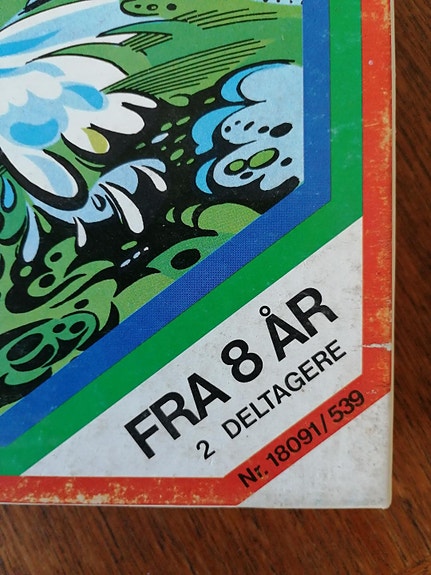 FRA 8 ÅR
2 DELTAGERE
Nr. 18091/539